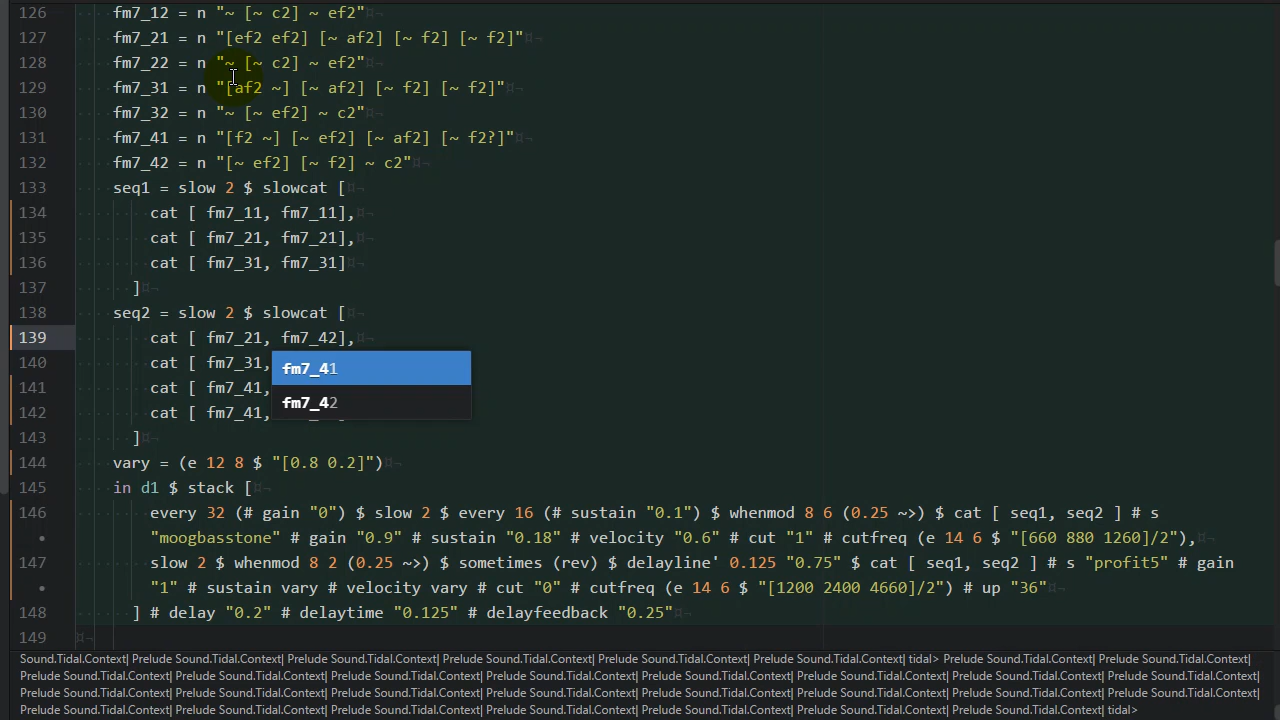 126 fm7_12 = n "~ [~ c2] ~ ef2"
127 fm7_21 = n "[ef2 ef2] [~ af2] [~ f2] [~ f2]"
128 fm7_22 = n "~ [~ c2] ~ ef2"
129 fm7_31 = n "[af2 ~] [~ af2] [~ f2] [~ f2]"
130 fm7_32 = n "~ [~ ef2] ~ c2"
131 fm7_41 = n "[f2 ~] [~ ef2] [~ af2] [~ f2?]"
132 fm7_42 = n "[~ ef2] [~ f2] ~ c2"
133 seq1 = slow 2 $ slowcat [
134 cat [ fm7_11, fm7_11],
135 cat [ fm7_21, fm7_21],
136 cat [ fm7_31, fm7_31]
137 ]
138 seq2 = slow 2 $ slowcat [
139 cat [ fm7_21, fm7_42],
140 cat [ fm7_31,
fm7_41
141 cat [ fm7_41,
fm7_42
142 cat [ fm7_41,
143 ]
144 vary = (e 12 8 $ "[0.8 0.2]")
145 in d1 $ stack [
146 every 32 (# gain "0") $ slow 2 $ every 16 (# sustain "0.1") $ whenmod 8 6 (0.25 ~>) $ cat [ seq1, seq2 ] # s
• "moogbasstone" # gain "0.9" # sustain "0.18" # velocity "0.6" # cut "1" # cutfreq (e 14 6 $ "[660 880 1260]/2"),
147 slow 2 $ whenmod 8 2 (0.25 ~>) $ sometimes (rev) $ delayline' 0.125 "0.75" $ cat [ seq1, seq2 ] # s "profit5" # gain
• "1" # sustain vary # velocity vary # cut "0" # cutfreq (e 14 6 $ "[1200 2400 4660]/2") # up "36"
148 ] # delay "0.2" # delaytime "0.125" # delayfeedback "0.25"
149
Sound.Tidal.Context| Prelude Sound.Tidal.Context| Prelude Sound.Tidal.Context| Prelude Sound.Tidal.Context| Prelude Sound.Tidal.Context| Prelude Sound.Tidal.Context| tidal> Prelude Sound.Tidal.Context| Prelude Sound.Tidal.Context|
Prelude Sound.Tidal.Context| Prelude Sound.Tidal.Context| Prelude Sound.Tidal.Context| Prelude Sound.Tidal.Context| Prelude Sound.Tidal.Context| Prelude Sound.Tidal.Context| Prelude Sound.Tidal.Context| Prelude Sound.Tidal.Context|
Prelude Sound.Tidal.Context| Prelude Sound.Tidal.Context| Prelude Sound.Tidal.Context| Prelude Sound.Tidal.Context| Prelude Sound.Tidal.Context| Prelude Sound.Tidal.Context| Prelude Sound.Tidal.Context| Prelude Sound.Tidal.Context|
Prelude Sound.Tidal.Context| Prelude Sound.Tidal.Context| Prelude Sound.Tidal.Context| Prelude Sound.Tidal.Context| Prelude Sound.Tidal.Context| Prelude Sound.Tidal.Context| Prelude Sound.Tidal.Context| tidal>